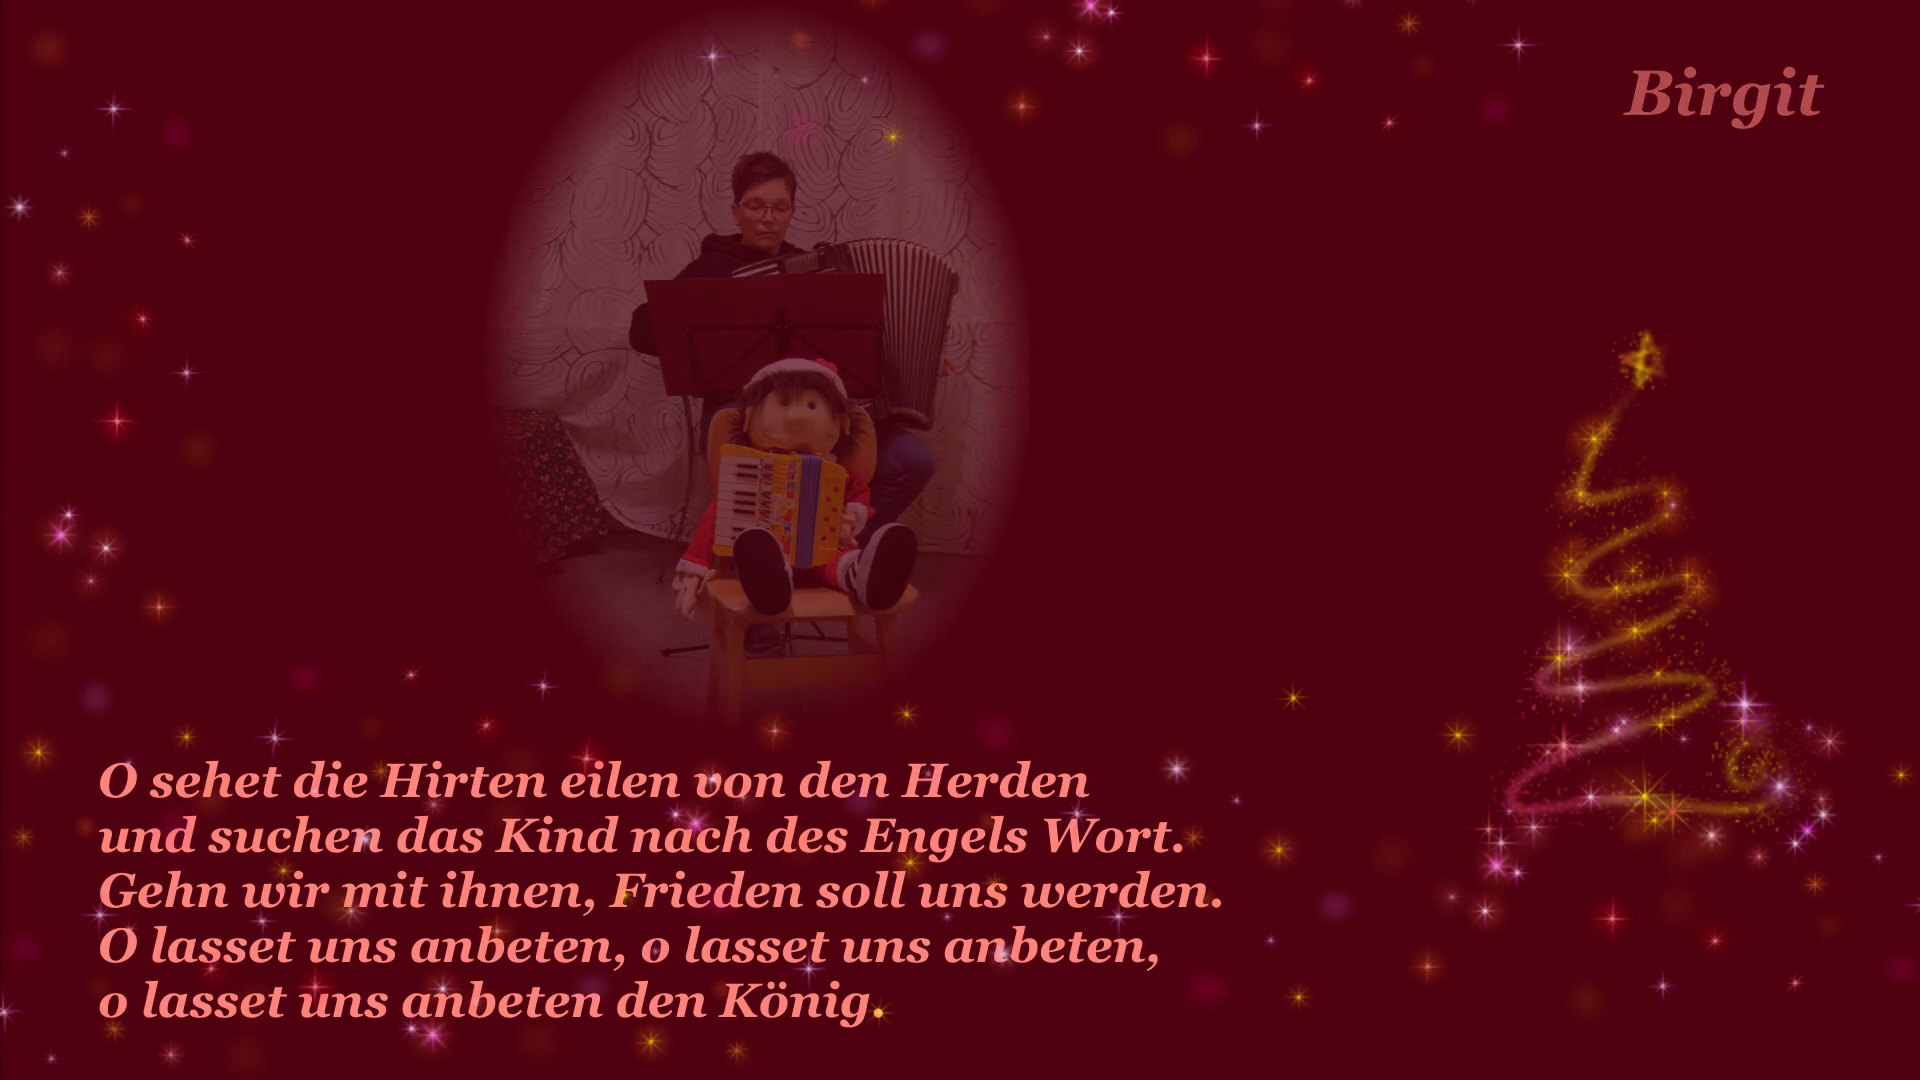 Birgit
O sehet die Hirten eilen von den Herden
und suchen das Kind nach des Engels Wort.
Gehn wir mit ihnen, Frieden soll uns werden.
O lasset uns anbeten, o lasset uns anbeten,
o lasset uns anbeten den König.